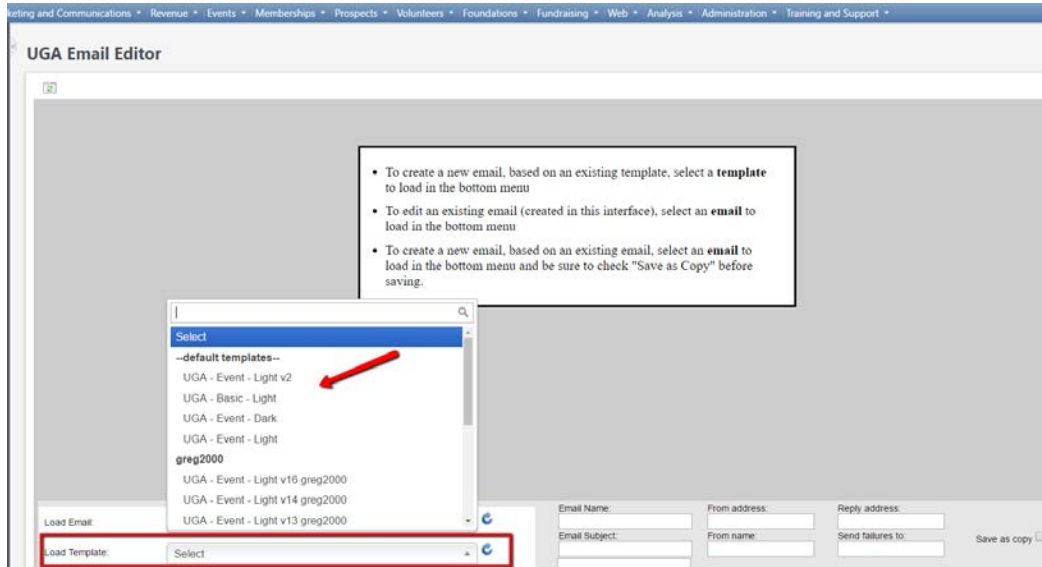 keting and Communications Revenue Events Memberships Prospects Volunteers Foundations Fundraising Web Analysis Administration Training and Support
UGA Email Editor
• To create a new email, based on an existing template, select a template
to load in the bottom menu
• To edit an existing email (created in this interface), select an email to
load in the bottom menu
• To create a new email, based on an existing email, select an email to
load in the bottom menu and be sure to check "Save as Copy" before
saving.
Select
--default templates--
UGA - Event - Light v2
UGA - Basic - Light
UGA - Event - Dark
UGA - Event - Light
greg2000
UGA - Event - Light v16 greg2000
UGA - Event - Light v14 greg2000
UGA - Event - Light v13 greg2000
Load Email:
Load Template:
Select
Email Name:
From address:
Reply address:
Email Subject:
From name:
Send failures to:
Save as copy